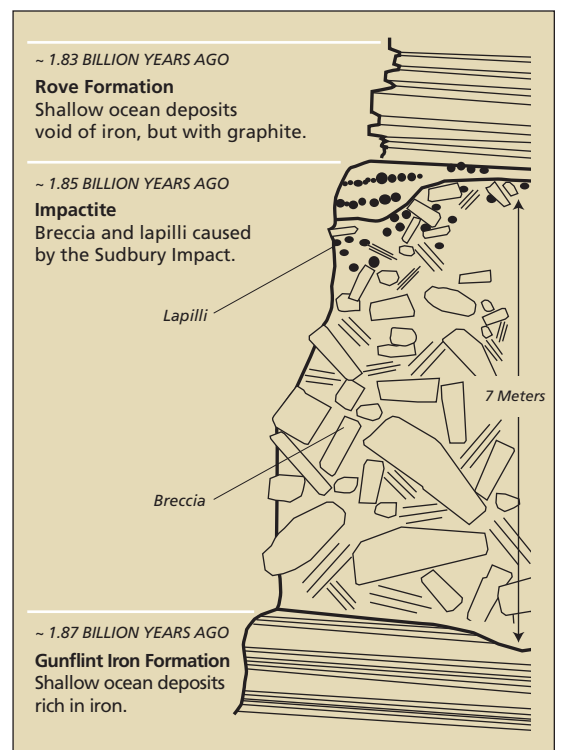 ~ 1.83 BILLION YEARS AGO
Rove Formation
Shallow ocean deposits
void of iron, but with graphite.
~ 1.85 BILLION YEARS AGO
Impactite
Breccia and lapilli caused
by the Sudbury Impact.
Lapilli
7 Meters
Breccia
~ 1.87 BILLION YEARS AGO
Gunflint Iron Formation
Shallow ocean deposits
rich in iron.